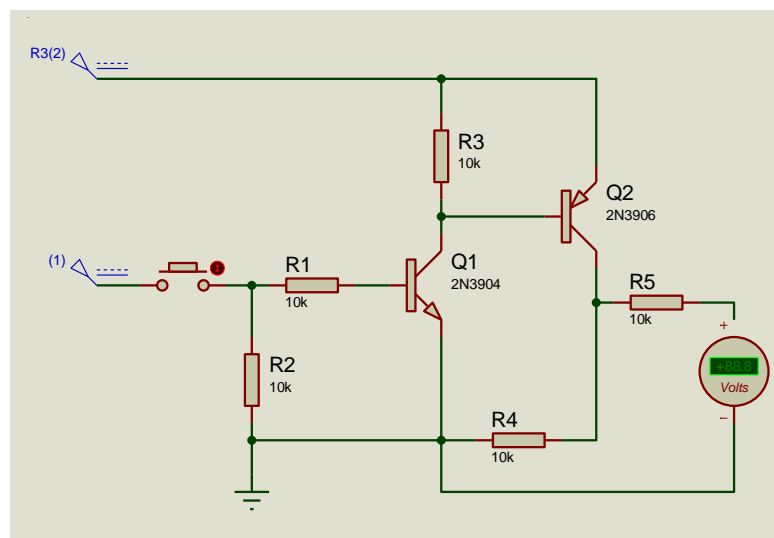 R3(2)
R3
10k
Q2
2N3906
(1)
R1
10k
Q1
2N3904
R5
10k
R2
10k
+88.8
Volts
+
−
R4
10k